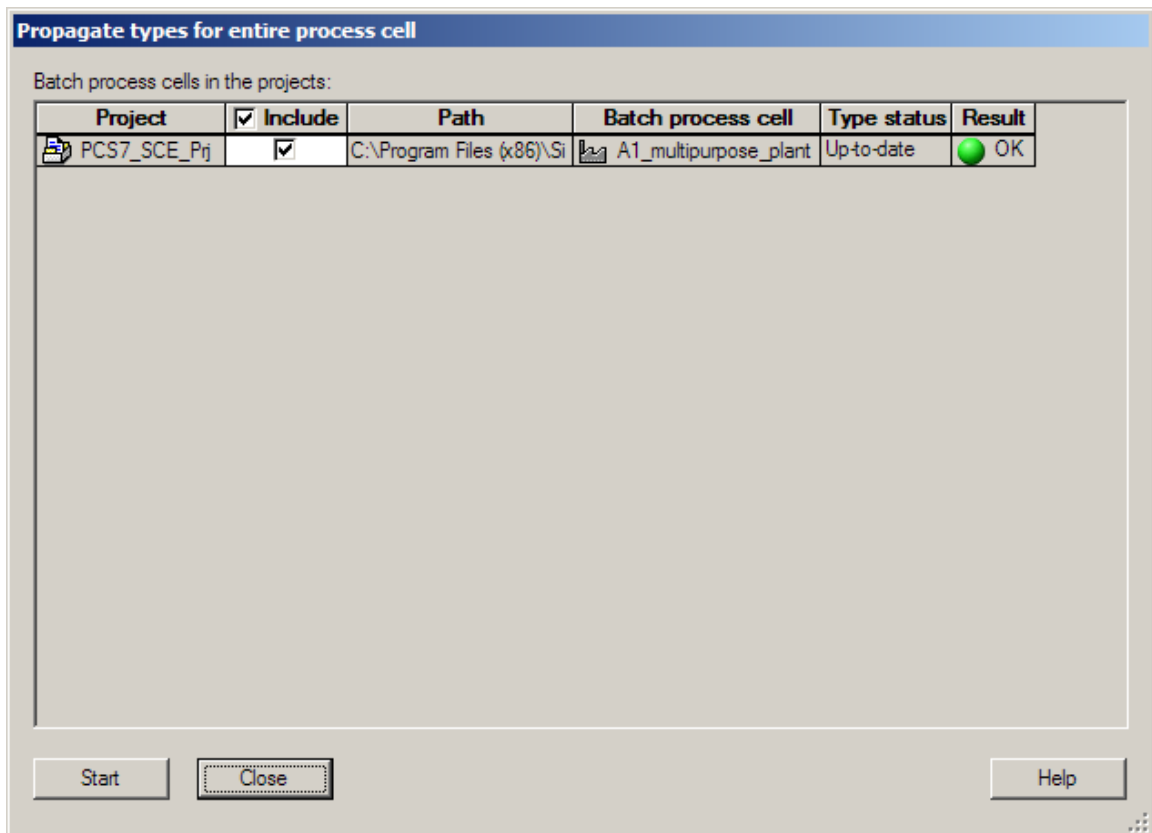 Propagate types for entire process cell
Batch process cells in the projects:
Project Include Path Batch process cell Type status Result
PCS7_SCE_Prj C:\Program Files (x86)\Si A1_multipurpose_plant Up-to-date OK
Start Close Help